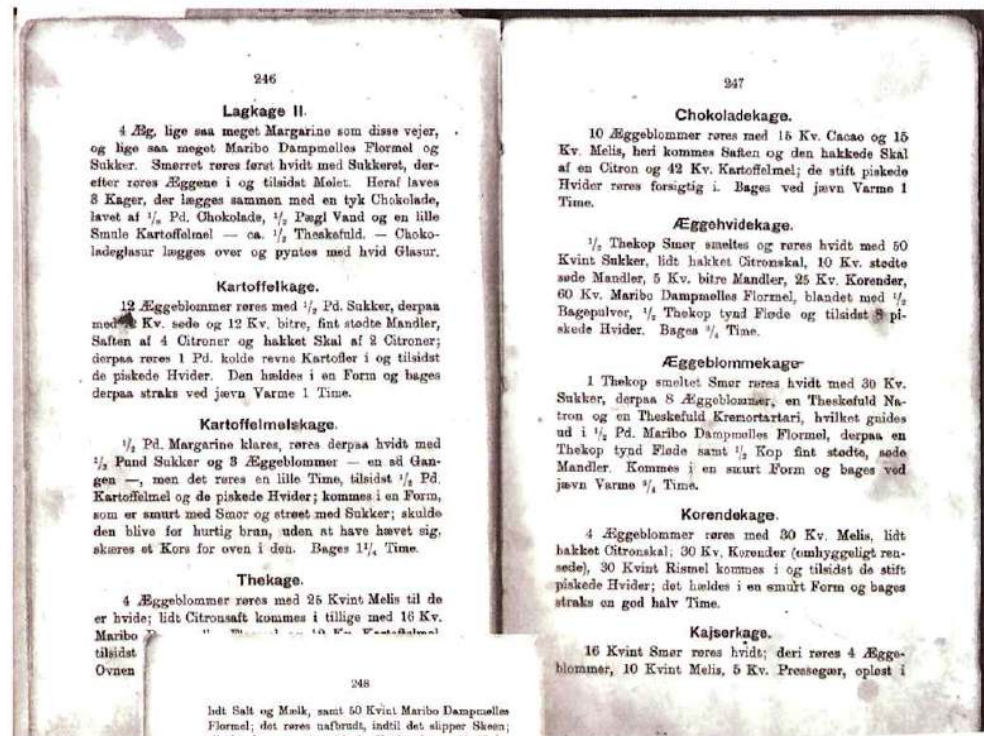 246
Lagkage II.
4 Æg, lige saa meget Margarine som disse vejer,
og lige saa meget Maribo Dampmølles Flormel og
Sukker. Smørret røres først hvidt med Sukkeret, der-
efter røres Æggene i og tilsidst Melet. Heraf laves
3 Kager, der lægges sammen med en tyk Chokolade,
lavet af Pd. Chokolade, ½ Pægl Vand og en lille
Smule Kartoffelmel — ca. ½ Theskefuld. — Choko-
ladeglasur lægges over og pyntes med hvid Glasur.
Kartoffelkage.
12 Æggeblommer røres med ½ Pd. Sukker, derpaa
med Kv. søde og 12 Kv. bitre, fint stødte Mandler,
Saften af 4 Citroner og hakket Skal af 2 Citroner;
derpaa røres 1 Pd. kolde revne Kartofler i og tilsidst
de piskede Hvider. Den hældes i en Form og bages
derpaa straks ved jævn Varme 1 Time.
Kartoffelmelskage.
½ Pd. Margarine klares, røres derpaa hvidt med
½ Pund Sukker og 3 Æggeblommer — en ad Gan-
gen —, men det røres en lille Time, tilsidst ½ Pd.
Kartoffelmel og de piskede Hvider; kommes i en Form,
som er smurt med Smør og strøet med Sukker; skulde
den blive for hurtig brun, uden at have hævet sig,
skæres et Kors for oven i den. Bages 1¼ Time.
Thekage.
4 Æggeblommer røres med 25 Kvint Melis til de
er hvide; lidt Citronsaft kommes i tillige med 16 Kv.
Maribo
tilsidst
Ovnen
247
Chokoladekage.
10 Æggeblommer røres med 15 Kv. Cacao og 15
Kv. Melis, heri kommes Saften og den hakkede Skal
af en Citron og 42 Kv. Kartoffelmel; de stift piskede
Hvider røres forsigtig i. Bages ved jævn Varme 1
Time.
Æggehvidekage.
½ Thekop Smør smeltes og røres hvidt med 50
Kvint Sukker, lidt hakket Citronskal, 10 Kv. stødte
søde Mandler, 5 Kv. bitre Mandler, 25 Kv. Korender,
60 Kv. Maribo Dampmølles Flormel, blandet med ½
Bagepulver, ½ Thekop tynd Fløde og tilsidst 8 pi-
skede Hvider. Bages ¾ Time.
Æggeblommekage
1 Thekop smeltet Smør røres hvidt med 30 Kv.
Sukker, derpaa 8 Æggeblommer, en Theskefuld Na-
tron og en Theskefuld Kremortartari, hvilket gnides
ud i ½ Pd. Maribo Dampmølles Flormel, derpaa en
Thekop tynd Fløde samt ½ Kop fint stødte, søde
Mandler. Kommes i en smurt Form og bages ved
jævn Varme ¾ Time.
Korendekage.
4 Æggeblommer røres med 30 Kv. Melis, lidt
hakket Citronskal; 30 Kv. Korender (omhyggeligt ren-
sede), 30 Kvint Rismel kommes i og tilsidst de stift
piskede Hvider; det hældes i en smurt Form og bages
straks en god halv Time.
Kajserkage.
16 Kvint Smør røres hvidt; deri røres 4 Ægge-
blommer, 10 Kvint Melis, 5 Kv. Pressegær, opløst i
248
lidt Salt og Mælk, samt 50 Kvint Maribo Dampmølles
Flormel; det røres uafbrudt, indtil det slipper Skeen;